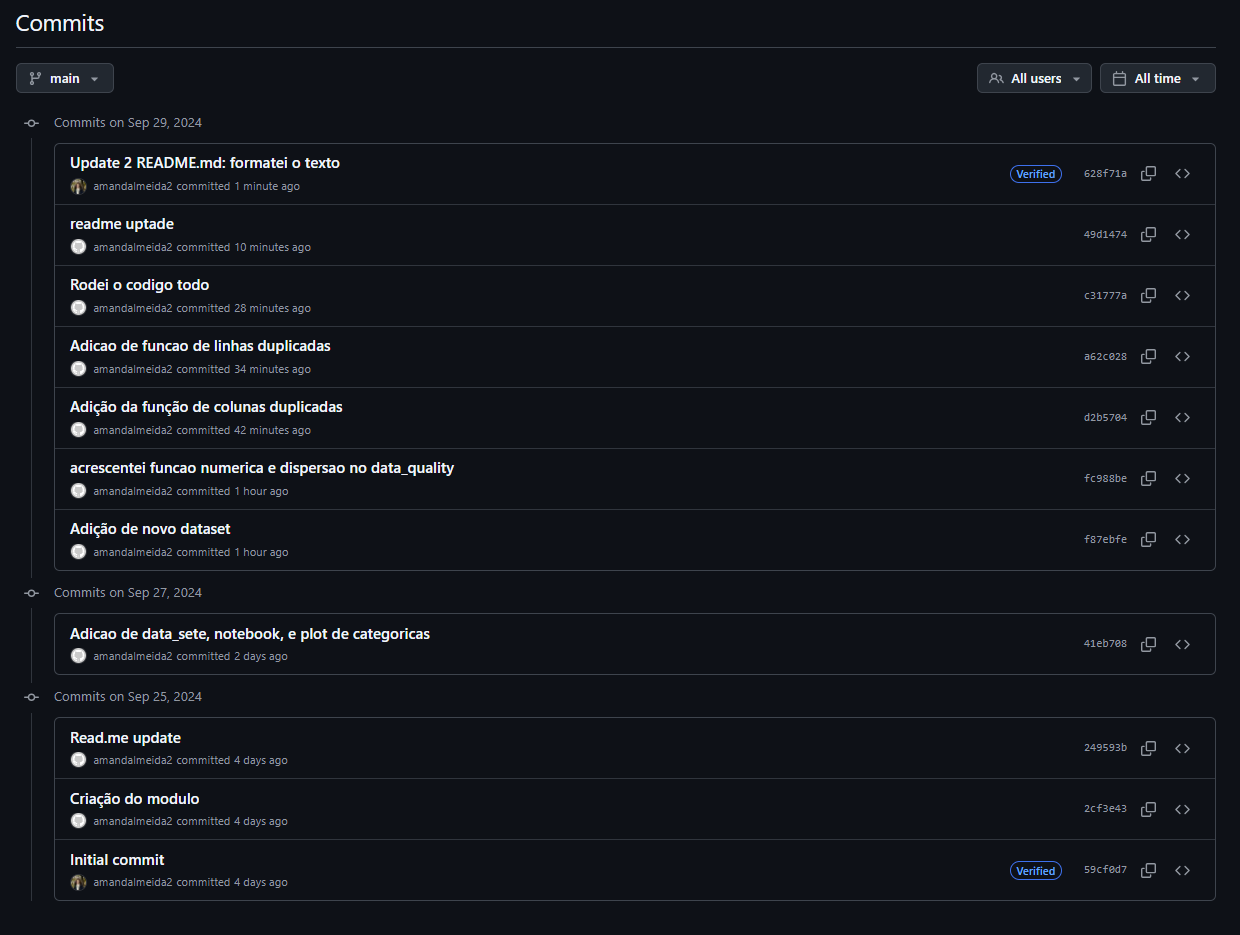 Commits
main
All users
All time
Commits on Sep 29, 2024
Update 2 README.md: formatei o texto
amandalmeida2 committed 1 minute ago
Verified
628f71a
readme uptade
amandalmeida2 committed 10 minutes ago
49d1474
Rodei o codigo todo
amandalmeida2 committed 28 minutes ago
c31777a
Adicao de funcao de linhas duplicadas
amandalmeida2 committed 34 minutes ago
a62c028
Adição da função de colunas duplicadas
amandalmeida2 committed 42 minutes ago
d2b5704
acrescentei funcao numerica e dispersao no data_quality
amandalmeida2 committed 1 hour ago
fc988be
Adição de novo dataset
amandalmeida2 committed 1 hour ago
f87ebfe
Commits on Sep 27, 2024
Adicao de data_sete, notebook, e plot de categoricas
amandalmeida2 committed 2 days ago
41eb708
Commits on Sep 25, 2024
Read.me update
amandalmeida2 committed 4 days ago
249593b
Criação do modulo
amandalmeida2 committed 4 days ago
2cf3e43
Initial commit
amandalmeida2 committed 4 days ago
Verified
59cf0d7